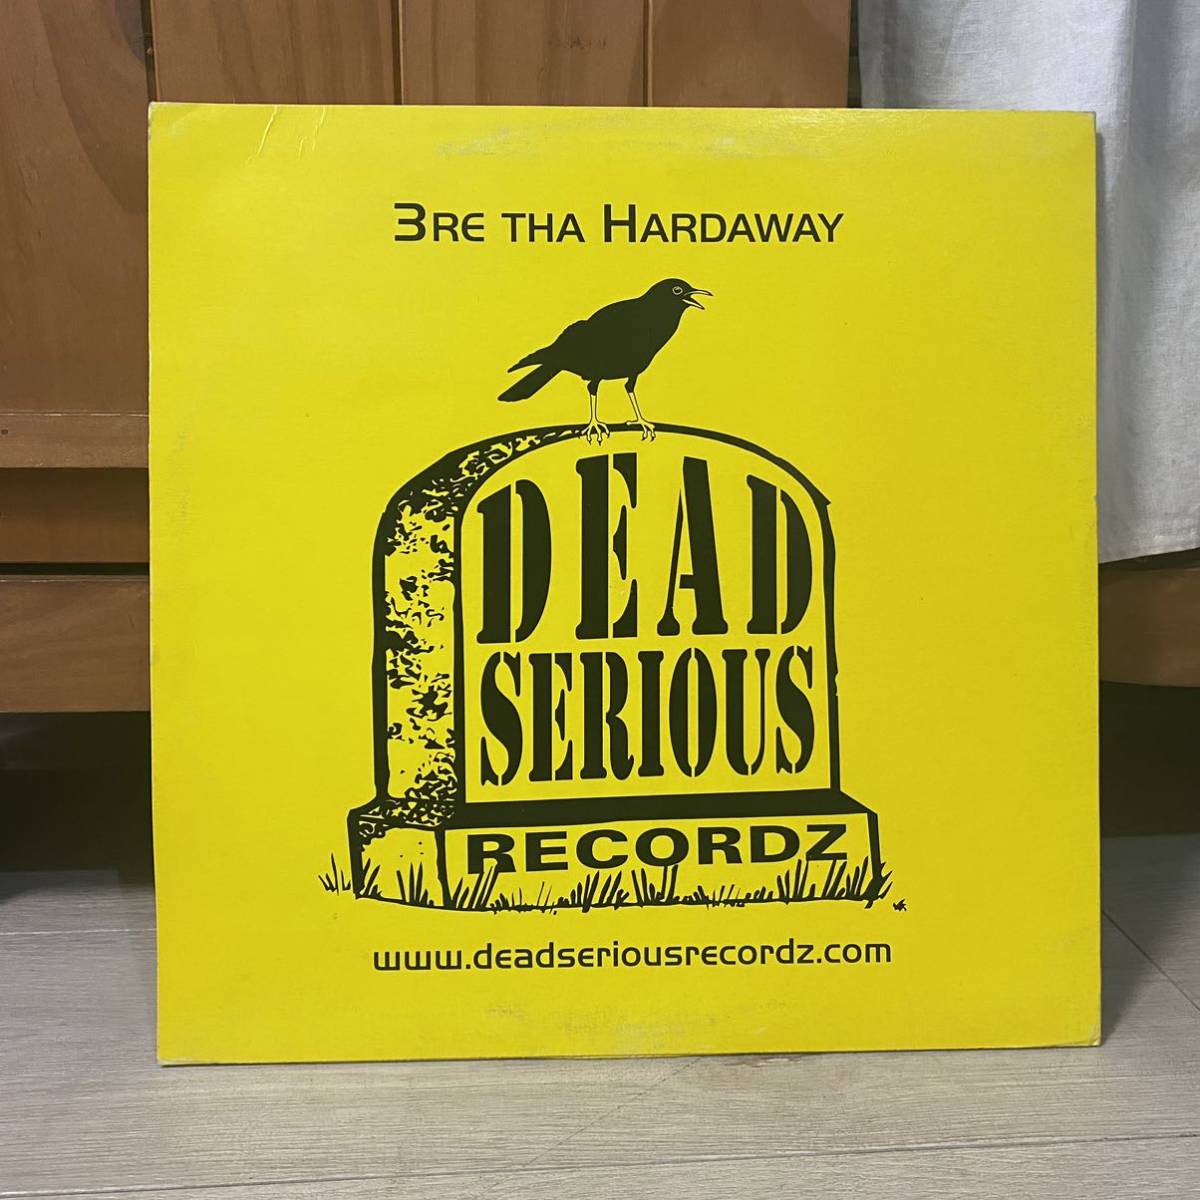 3RE THA HARDAWAY
DEAD
SERIOUS
RECORDZ
www.deadseriousrecordz.com